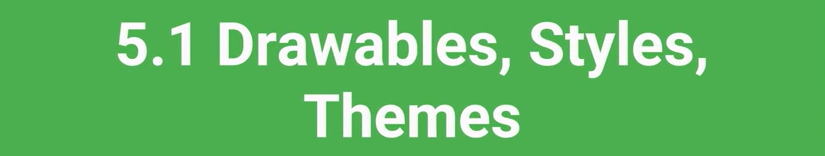 5.1 Drawables, Styles,
Themes